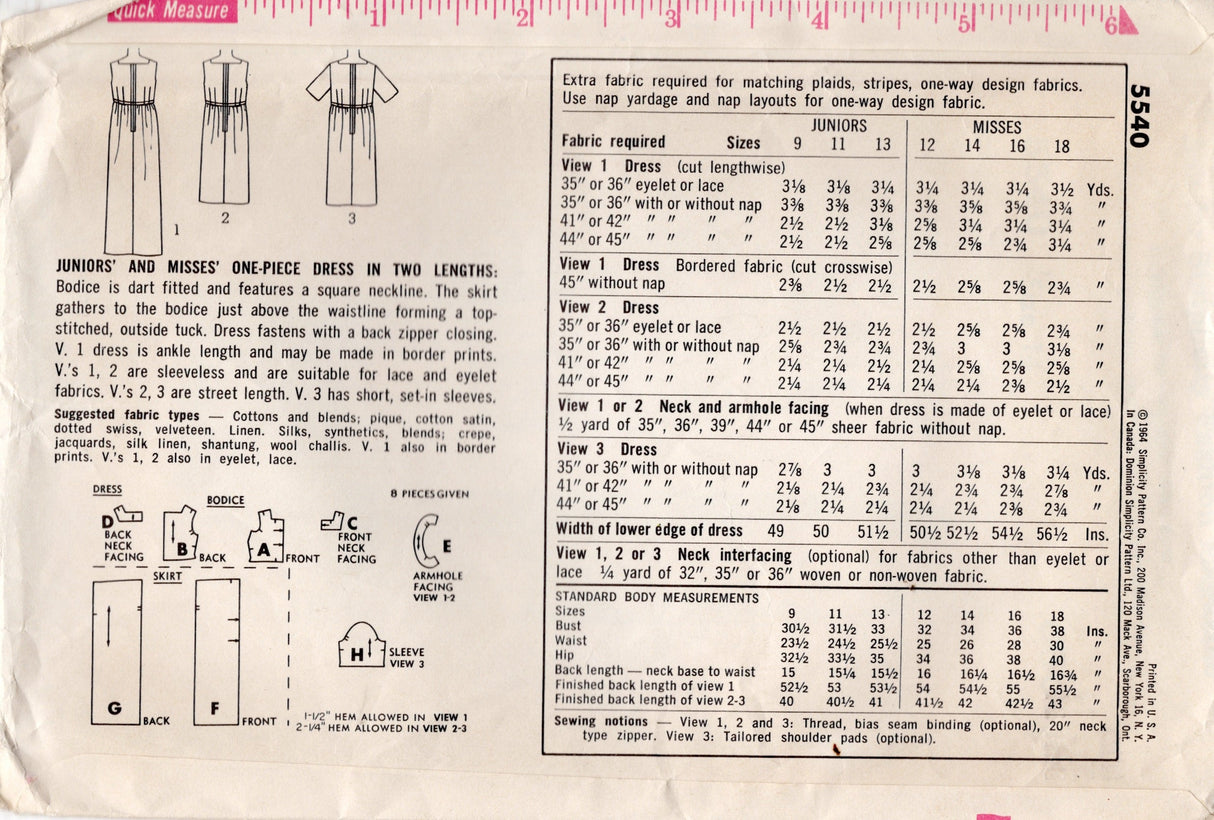 Quick Measure
1 2 3 4 5 6
1
2
3
JUNIORS' AND MISSES' ONE-PIECE DRESS IN TWO LENGTHS:
Bodice is dart fitted and features a square neckline. The skirt
gathers to the bodice just above the waistline forming a top-
stitched, outside tuck. Dress fastens with a back zipper closing.
V. 1 dress is ankle length and may be made in border prints.
V.'s 1, 2 are sleeveless and are suitable for lace and eyelet
fabrics. V.'s 2, 3 are street length. V. 3 has short, set-in sleeves.
Suggested fabric types — Cottons and blends; pique, cotton satin,
dotted swiss, velveteen. Linen. Silks, synthetics, blends; crepe,
jacquards, silk linen, shantung, wool challis. V. 1 also in border
prints. V.'s 1, 2 also in eyelet, lace.
DRESS
BODICE
8 PIECES GIVEN
D
BACK
NECK
FACING
B BACK
A FRONT
C
FRONT
NECK
FACING
E
ARMHOLE
FACING
VIEW 1-2
SKIRT
G BACK
F FRONT
H SLEEVE
VIEW 3
1-1/2" HEM ALLOWED IN VIEW 1
2-1/4" HEM ALLOWED IN VIEW 2-3
Extra fabric required for matching plaids, stripes, one-way design fabrics.
Use nap yardage and nap layouts for one-way design fabric.
JUNIORS MISSES
Fabric required Sizes 9 11 13 12 14 16 18
View 1 Dress (cut lengthwise)
35" or 36" eyelet or lace 3⅛ 3⅛ 3¼ 3¼ 3¼ 3¼ 3½ Yds.
35" or 36" with or without nap 3⅜ 3⅜ 3⅜ 3⅜ 3⅝ 3⅝ 3¾ "
41" or 42" " " " " 2½ 2½ 3⅛ 2⅝ 3¼ 3¼ 3¼ "
44" or 45" " " " " 2½ 2½ 2⅝ 2⅝ 2⅝ 2¾ 3¼ "
View 1 Dress Bordered fabric (cut crosswise)
45" without nap 2⅜ 2½ 2½ 2½ 2⅝ 2⅝ 2¾ "
View 2 Dress
35" or 36" eyelet or lace 2½ 2½ 2½ 2½ 2⅝ 2⅝ 2¾ "
35" or 36" with or without nap 2⅝ 2¾ 2¾ 2¾ 3 3 3⅛ "
41" or 42" " " " " 2¼ 2¼ 2½ 2¼ 2⅝ 2⅝ 2⅝ "
44" or 45" " " " " 2¼ 2¼ 2¼ 2¼ 2¼ 2⅜ 2½ "
View 1 or 2 Neck and armhole facing (when dress is made of eyelet or lace)
½ yard of 35", 36", 39", 44" or 45" sheer fabric without nap.
View 3 Dress
35" or 36" with or without nap 2⅞ 3 3 3 3⅛ 3⅛ 3¼ Yds.
41" or 42" " " " " 2⅛ 2¼ 2¾ 2¼ 2¾ 2¾ 2⅞ "
44" or 45" " " " " 2⅛ 2¼ 2¼ 2¼ 2¼ 2⅜ 2¾ "
Width of lower edge of dress 49 50 51½ 50½ 52½ 54½ 56½ Ins.
View 1, 2 or 3 Neck interfacing (optional) for fabrics other than eyelet or
lace ¼ yard of 32", 35" or 36" woven or non-woven fabric.
STANDARD BODY MEASUREMENTS
Sizes 9 11 13 12 14 16 18
Bust 30½ 31½ 33 32 34 36 38 Ins.
Waist 23½ 24½ 25½ 25 26 28 30 "
Hip 32½ 33½ 35 34 36 38 40 "
Back length — neck base to waist 15 15¼ 15½ 16 16¼ 16½ 16¾ "
Finished back length of view 1 52½ 53 53½ 54 54½ 55 55½ "
Finished back length of view 2-3 40 40½ 41 41½ 42 42½ 43 "
Sewing notions — View 1, 2 and 3: Thread, bias seam binding (optional), 20" neck
type zipper. View 3: Tailored shoulder pads (optional).
5540
Printed in U. S. A.
©1964 Simplicity Pattern Co. Inc., 200 Madison Avenue, New York 16, N. Y.
In Canada: Dominion Simplicity Pattern Ltd., 120 Mack Ave., Scarborough, Ont.